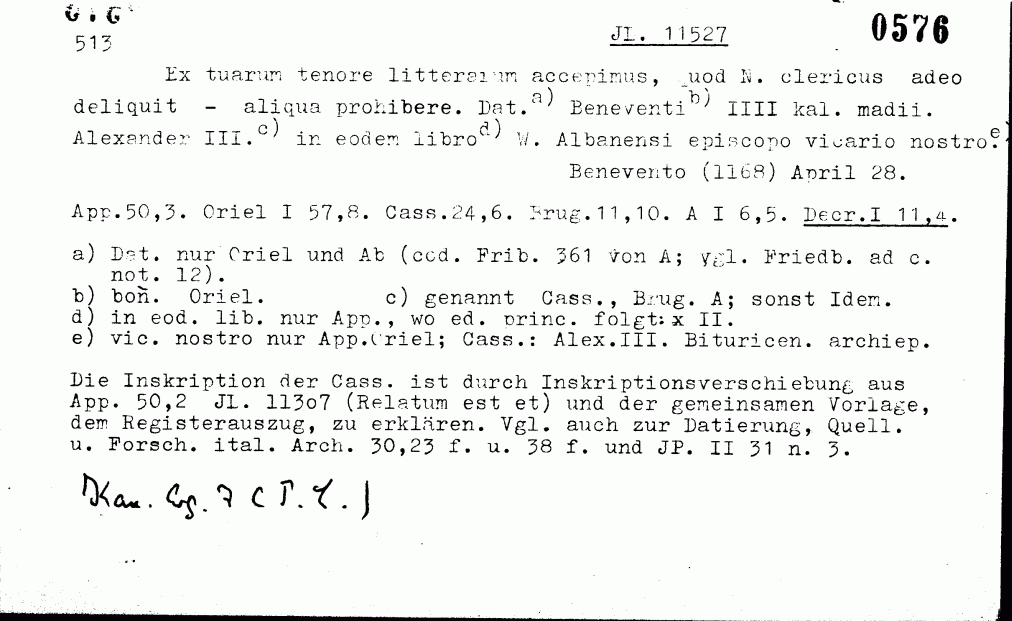 513
JL. 11527
0576
Ex tuarum tenore litterarum accepimus, quod N. clericus adeo
deliquit - aliqua prohibere. Dat.a) Beneventi b) IIII kal. madii.
Alexander III.c) in eodem libro d) W. Albanensi episcopo vicario nostro.e)
Benevento (1168) April 28.
App.50,3. Oriel I 57,8. Cass.24,6. Brug.11,10. A I 6,5. Decr.I 11,4.
a) Dat. nur Oriel und Ab (cod. Frib. 361 von A; vgl. Friedb. ad c.
not. 12).
b) boñ. Oriel. c) genannt Cass., Brug. A; sonst Idem.
d) in eod. lib. nur App., wo ed. princ. folgt: x II.
e) vic. nostro nur App.Oriel; Cass.: Alex.III. Bituricen. archiep.
Die Inskription der Cass. ist durch Inskriptionsverschiebung aus
App. 50,2 JL. 113o7 (Relatum est et) und der gemeinsamen Vorlage,
dem Registerauszug, zu erklären. Vgl. auch zur Datierung, Quell.
u. Forsch. ital. Arch. 30,23 f. u. 38 f. und JP. II 31 n. 3.